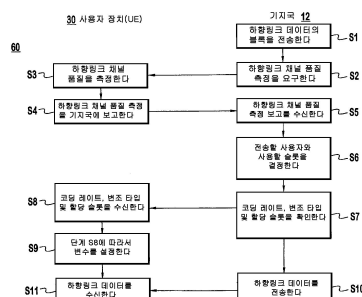 30 사용자 장치(UE)
기지국 12
60
하향링크 데이터의
블록을 전송한다
S1
S3
하향링크 채널
품질을 측정한다
하향링크 채널 품질
측정을 요구한다
S2
S4
하향링크 채널 품질 측정
을 기지국에 보고한다
하향링크 채널 품질
측정 보고를 수신한다
S5
전송할 사용자와
사용할 슬롯을
결정한다
S6
S8
코딩 레이트, 변조 타입
및 할당 슬롯을 수신한다
코딩 레이트, 변조 타입
및 할당 슬롯을 확인한다
S7
S9
단계 S8에 따라서
변수를 설정한다
S11
하향링크 데이터를
수신한다
하향링크 데이터를
전송한다
S10